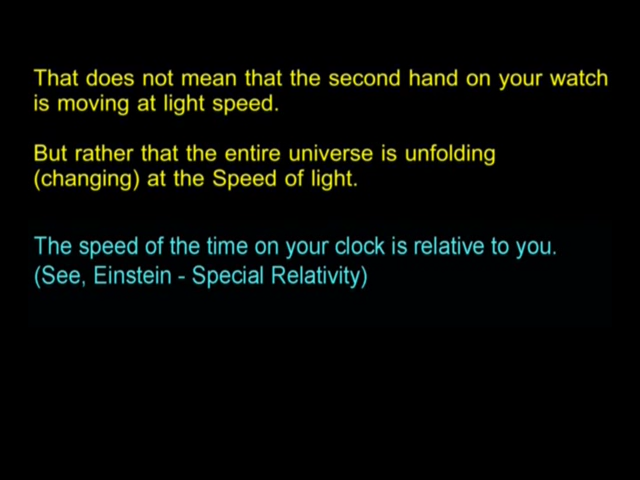 That does not mean that the second hand on your watch
is moving at light speed.
But rather that the entire universe is unfolding
(changing) at the Speed of light.
The speed of the time on your clock is relative to you.
(See, Einstein - Special Relativity)